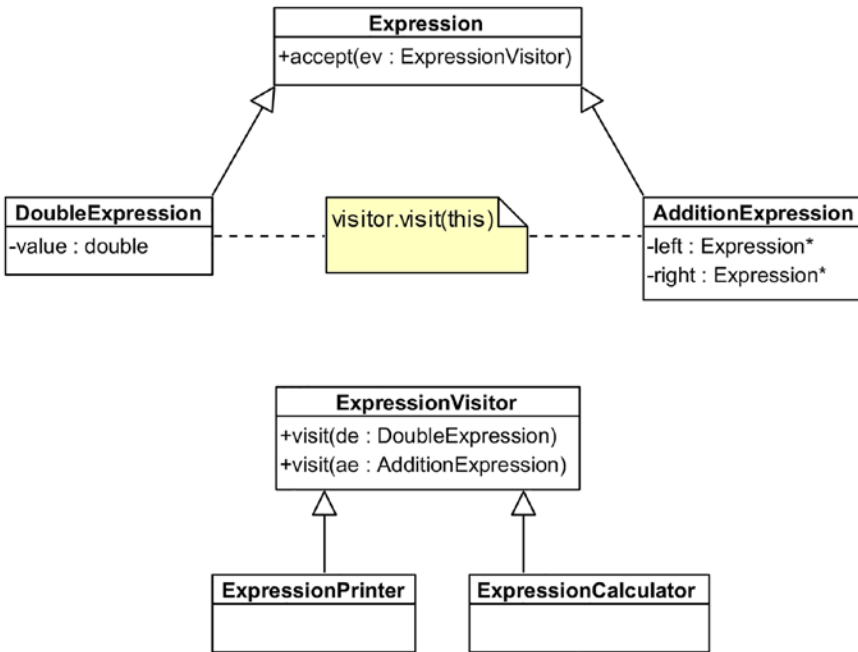 Expression
+accept(ev : ExpressionVisitor)
DoubleExpression
-value : double
visitor.visit(this)
AdditionExpression
-left : Expression*
-right : Expression*
ExpressionVisitor
+visit(de : DoubleExpression)
+visit(ae : AdditionExpression)
ExpressionPrinter
ExpressionCalculator